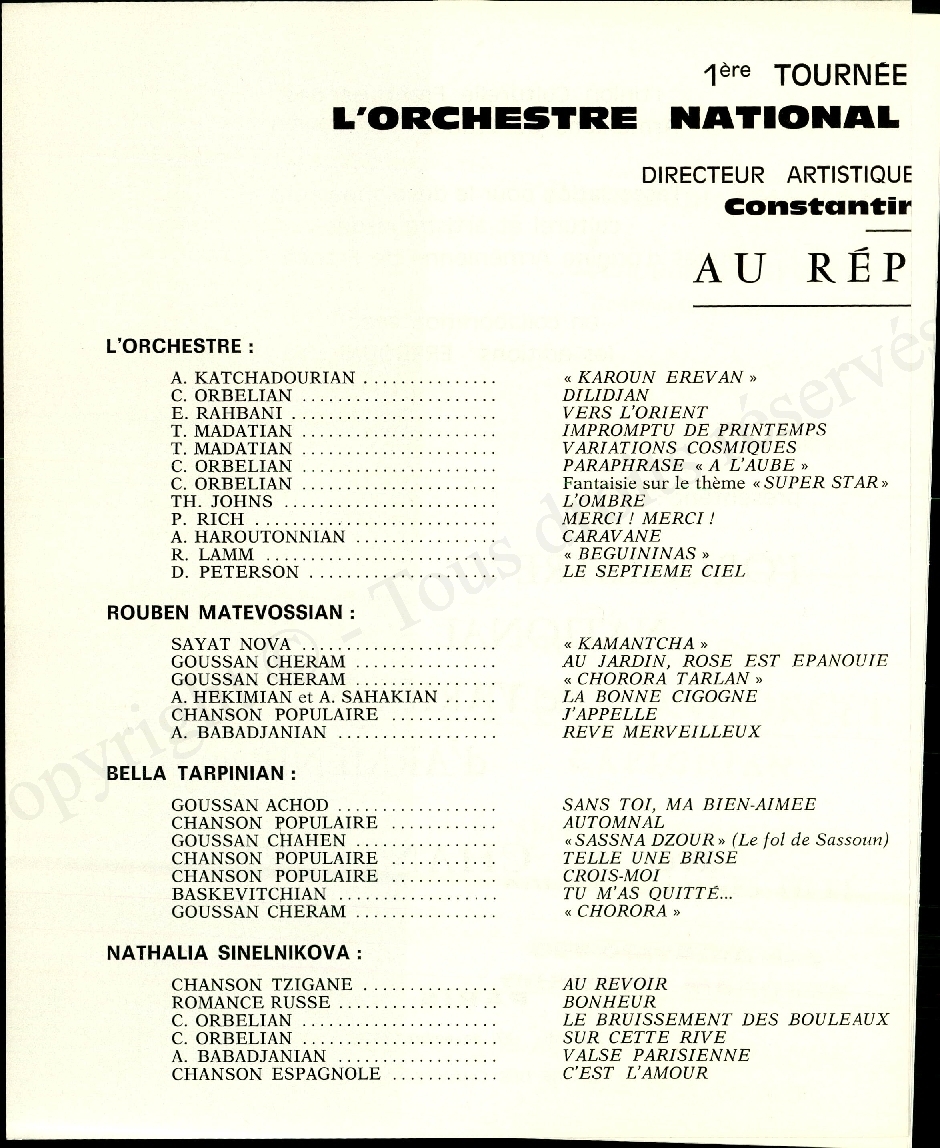 1ère TOURNÉE
L'ORCHESTRE NATIONAL
DIRECTEUR ARTISTIQUE
Constantin
AU RÉP
L'ORCHESTRE :
A. KATCHADOURIAN ............... « KAROUN EREVAN »
C. ORBELIAN ...................... DILIDJAN
E. RAHBANI ....................... VERS L'ORIENT
T. MADATIAN ...................... IMPROMPTU DE PRINTEMPS
T. MADATIAN ...................... VARIATIONS COSMIQUES
C. ORBELIAN ...................... PARAPHRASE « A L'AUBE »
C. ORBELIAN ...................... Fantaisie sur le thème « SUPER STAR »
TH. JOHNS ........................ L'OMBRE
P. RICH ........................... MERCI ! MERCI !
A. HAROUTONNIAN ................ CARAVANE
R. LAMM .......................... « BEGUININAS »
D. PETERSON ..................... LE SEPTIEME CIEL
ROUBEN MATEVOSSIAN :
SAYAT NOVA ...................... « KAMANTCHA »
GOUSSAN CHERAM ................ AU JARDIN, ROSE EST EPANOUIE
GOUSSAN CHERAM ................ « CHORORA TARLAN »
A. HEKIMIAN et A. SAHAKIAN ...... LA BONNE CIGOGNE
CHANSON POPULAIRE ............ J'APPELLE
A. BABADJANIAN .................. REVE MERVEILLEUX
BELLA TARPINIAN :
GOUSSAN ACHOD .................. SANS TOI, MA BIEN-AIMEE
CHANSON POPULAIRE ............ AUTOMNAL
GOUSSAN CHAHEN ................ « SASSNA DZOUR » (Le fol de Sassoun)
CHANSON POPULAIRE ............ TELLE UNE BRISE
CHANSON POPULAIRE ............ CROIS-MOI
BASKEVITCHIAN .................. TU M'AS QUITTÉ...
GOUSSAN CHERAM ................ « CHORORA »
NATHALIA SINELNIKOVA :
CHANSON TZIGANE ............... AU REVOIR
ROMANCE RUSSE .................. BONHEUR
C. ORBELIAN ...................... LE BRUISSEMENT DES BOULEAUX
C. ORBELIAN ...................... SUR CETTE RIVE
A. BABADJANIAN .................. VALSE PARISIENNE
CHANSON ESPAGNOLE ............ C'EST L'AMOUR